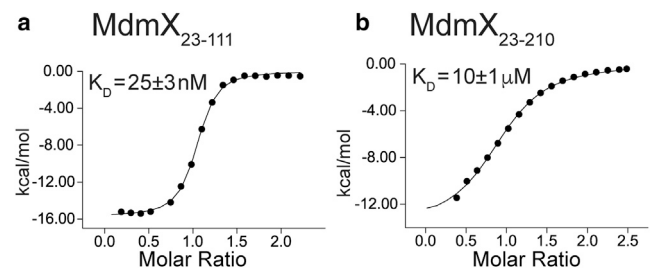 a
MdmX23-111
0.00
-4.00
-8.00
-12.00
-16.00
kcal/mol
KD=25±3nM
0.0 0.5 1.0 1.5 2.0
Molar Ratio
b
MdmX23-210
0.00
-4.00
-8.00
-12.00
kcal/mol
KD=10±1μM
0.0 0.5 1.0 1.5 2.0 2.5
Molar Ratio